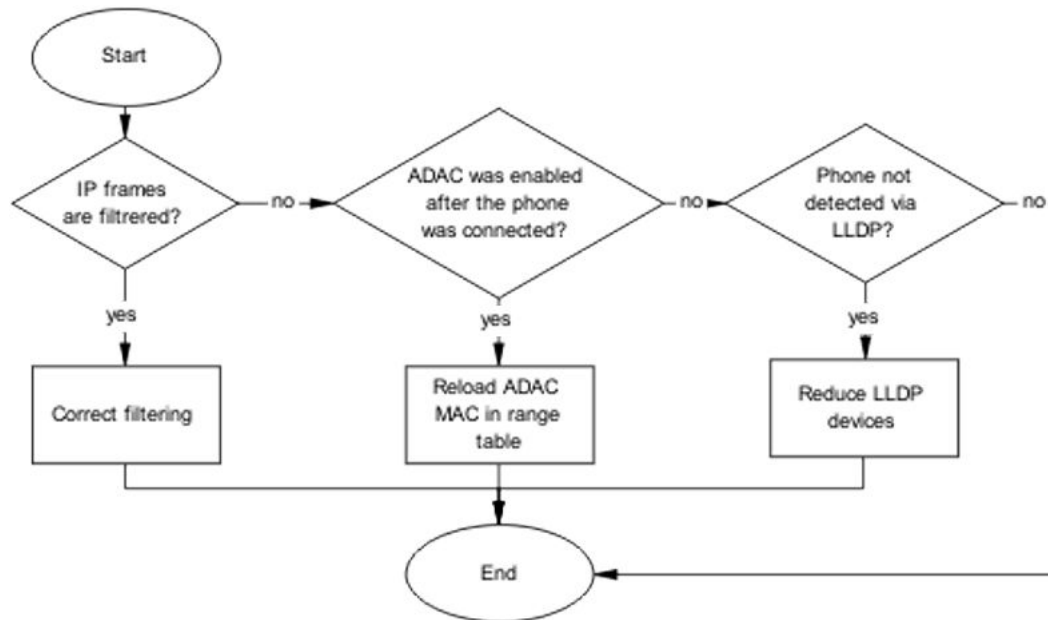 Start
IP frames
are filtrered?
no
ADAC was enabled
after the phone
was connected?
no
Phone not
detected via
LLDP?
no
yes
yes
yes
Correct filtering
Reload ADAC
MAC in range
table
Reduce LLDP
devices
End